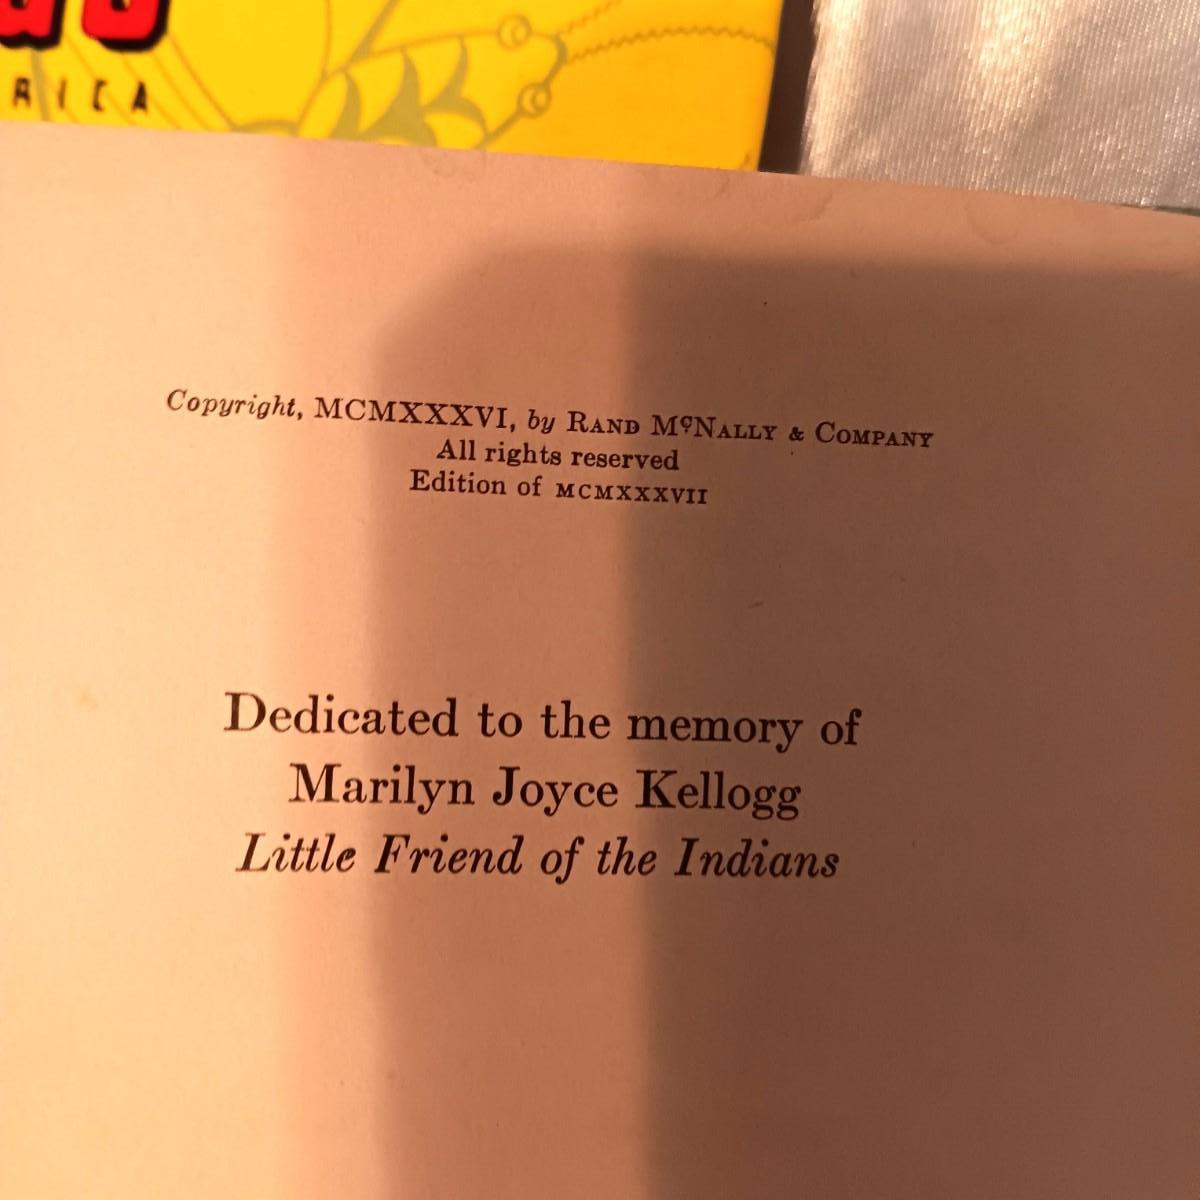 RICA
Copyright, MCMXXXVI, by RAND MCNALLY & COMPANY
All rights reserved
Edition of MCMXXXVII
Dedicated to the memory of
Marilyn Joyce Kellogg
Little Friend of the Indians